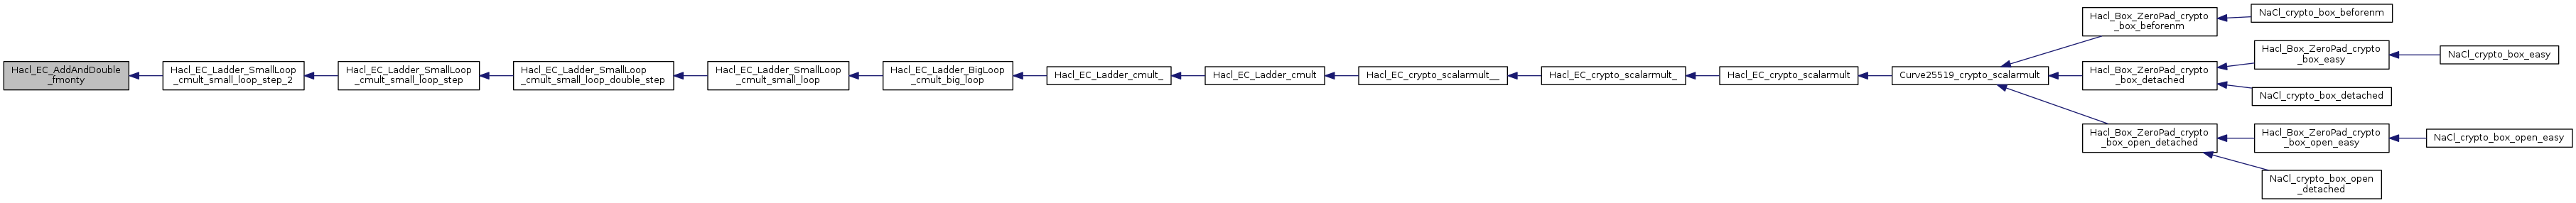 Hacl_EC_AddAndDouble
_fmonty
Hacl_EC_Ladder_SmallLoop
_cmult_small_loop_step_2
Hacl_EC_Ladder_SmallLoop
_cmult_small_loop_step
Hacl_EC_Ladder_SmallLoop
_cmult_small_loop_double_step
Hacl_EC_Ladder_SmallLoop
_cmult_small_loop
Hacl_EC_Ladder_BigLoop
_cmult_big_loop
Hacl_EC_Ladder_cmult_
Hacl_EC_Ladder_cmult
Hacl_EC_crypto_scalarmult__
Hacl_EC_crypto_scalarmult_
Hacl_EC_crypto_scalarmult
Curve25519_crypto_scalarmult
Hacl_Box_ZeroPad_crypto
_box_beforenm
NaCl_crypto_box_beforenm
Hacl_Box_ZeroPad_crypto
_box_detached
Hacl_Box_ZeroPad_crypto
_box_easy
NaCl_crypto_box_easy
NaCl_crypto_box_detached
Hacl_Box_ZeroPad_crypto
_box_open_detached
Hacl_Box_ZeroPad_crypto
_box_open_easy
NaCl_crypto_box_open_easy
NaCl_crypto_box_open
_detached